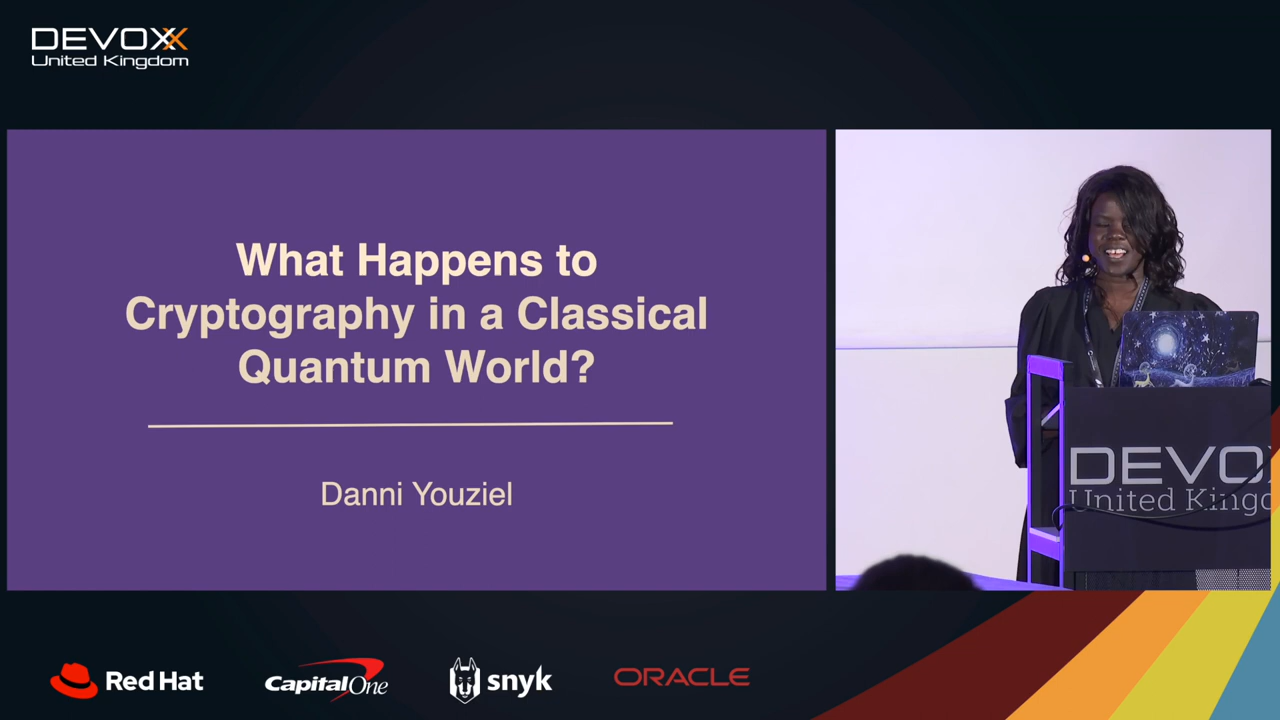 DEVOXX
United Kingdom
What Happens to
Cryptography in a Classical
Quantum World?
Danni Youziel
DEVOX
United Kingd
Red Hat
Capital One
snyk
ORACLE